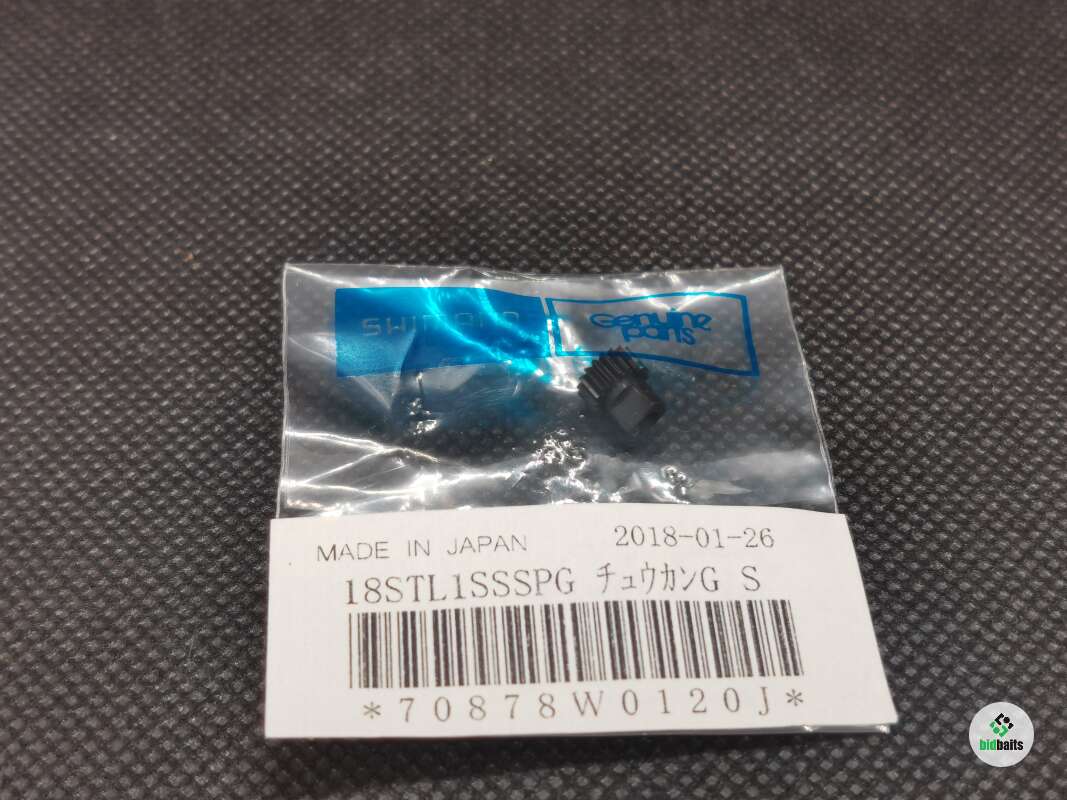 SHIMANO
Genuine
parts
MADE IN JAPAN 2018-01-26
18STL1SSSPG ﾁｭｳｶﾝG S
*70878W0120J*
bidbaits